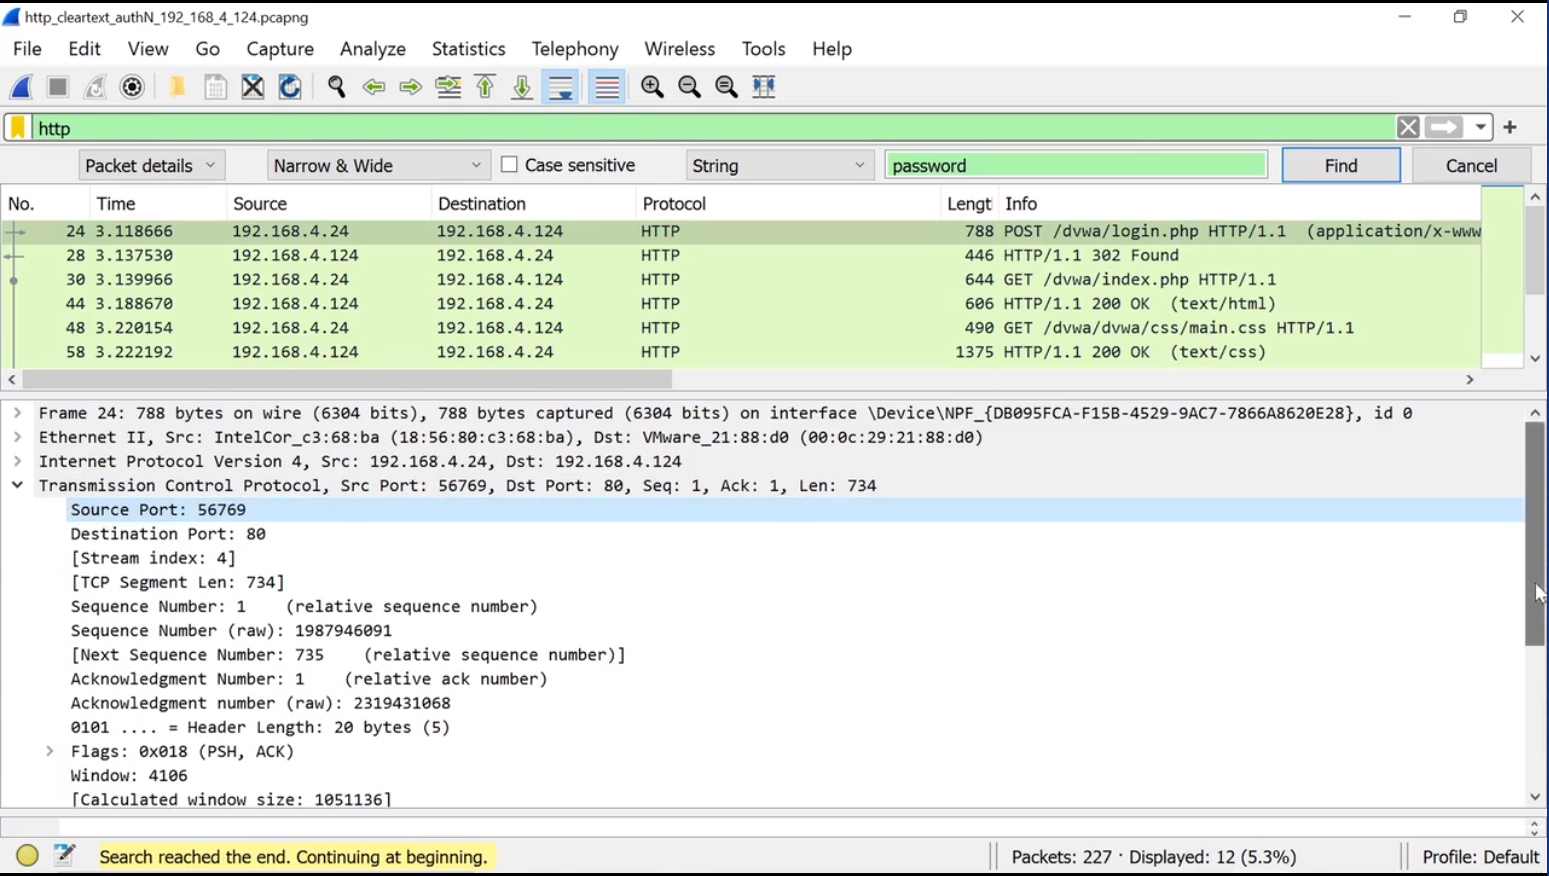 http_cleartext_authN_192_168_4_124.pcapng
File Edit View Go Capture Analyze Statistics Telephony Wireless Tools Help
http
Packet details Narrow & Wide Case sensitive String password Find Cancel
No. Time Source Destination Protocol Lengt Info
24 3.118666 192.168.4.24 192.168.4.124 HTTP 788 POST /dvwa/login.php HTTP/1.1 (application/x-www
28 3.137530 192.168.4.124 192.168.4.24 HTTP 446 HTTP/1.1 302 Found
30 3.139966 192.168.4.24 192.168.4.124 HTTP 644 GET /dvwa/index.php HTTP/1.1
44 3.188670 192.168.4.124 192.168.4.24 HTTP 606 HTTP/1.1 200 OK (text/html)
48 3.220154 192.168.4.24 192.168.4.124 HTTP 490 GET /dvwa/dvwa/css/main.css HTTP/1.1
58 3.222192 192.168.4.124 192.168.4.24 HTTP 1375 HTTP/1.1 200 OK (text/css)
Frame 24: 788 bytes on wire (6304 bits), 788 bytes captured (6304 bits) on interface \Device\NPF_{DB095FCA-F15B-4529-9AC7-7866A8620E28}, id 0
Ethernet II, Src: IntelCor_c3:68:ba (18:56:80:c3:68:ba), Dst: VMware_21:88:d0 (00:0c:29:21:88:d0)
Internet Protocol Version 4, Src: 192.168.4.24, Dst: 192.168.4.124
Transmission Control Protocol, Src Port: 56769, Dst Port: 80, Seq: 1, Ack: 1, Len: 734
Source Port: 56769
Destination Port: 80
[Stream index: 4]
[TCP Segment Len: 734]
Sequence Number: 1 (relative sequence number)
Sequence Number (raw): 1987946091
[Next Sequence Number: 735 (relative sequence number)]
Acknowledgment Number: 1 (relative ack number)
Acknowledgment number (raw): 2319431068
0101 .... = Header Length: 20 bytes (5)
Flags: 0x018 (PSH, ACK)
Window: 4106
[Calculated window size: 1051136]
Search reached the end. Continuing at beginning. Packets: 227 · Displayed: 12 (5.3%) Profile: Default